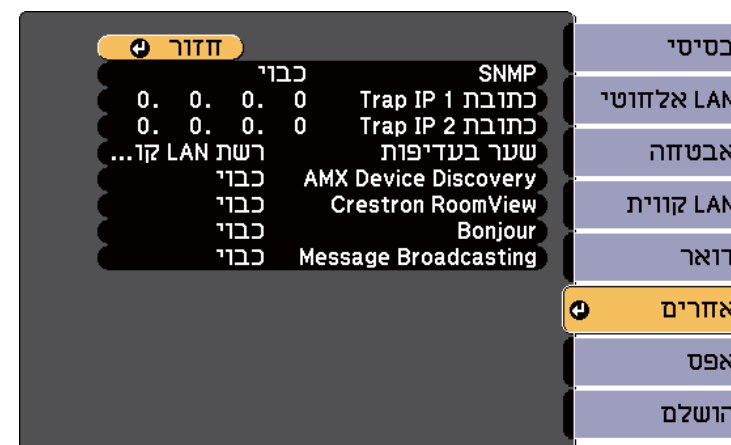 חזור
SNMP כבוי
כתובת Trap IP 1 0. 0. 0. 0
כתובת Trap IP 2 0. 0. 0. 0
שער בעדיפות רשת LAN קו...
AMX Device Discovery כבוי
Crestron RoomView כבוי
Bonjour כבוי
Message Broadcasting כבוי
בסיסי
LAN אלחוטי
אבטחה
LAN קווית
דואר
אחרים
אפס
הושלם